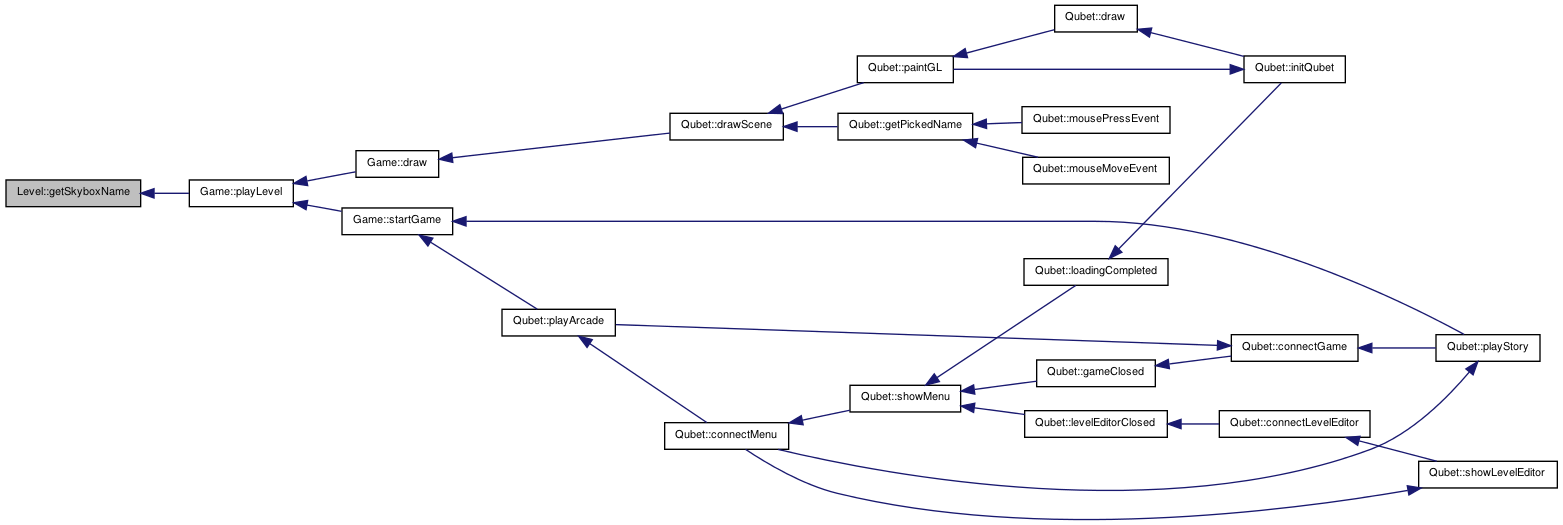 Qubet::draw
Qubet::paintGL
Qubet::initQubet
Qubet::drawScene
Qubet::getPickedName
Qubet::mousePressEvent
Game::draw
Qubet::mouseMoveEvent
Level::getSkyboxName
Game::playLevel
Game::startGame
Qubet::loadingCompleted
Qubet::playArcade
Qubet::connectGame
Qubet::playStory
Qubet::gameClosed
Qubet::showMenu
Qubet::levelEditorClosed
Qubet::connectLevelEditor
Qubet::connectMenu
Qubet::showLevelEditor